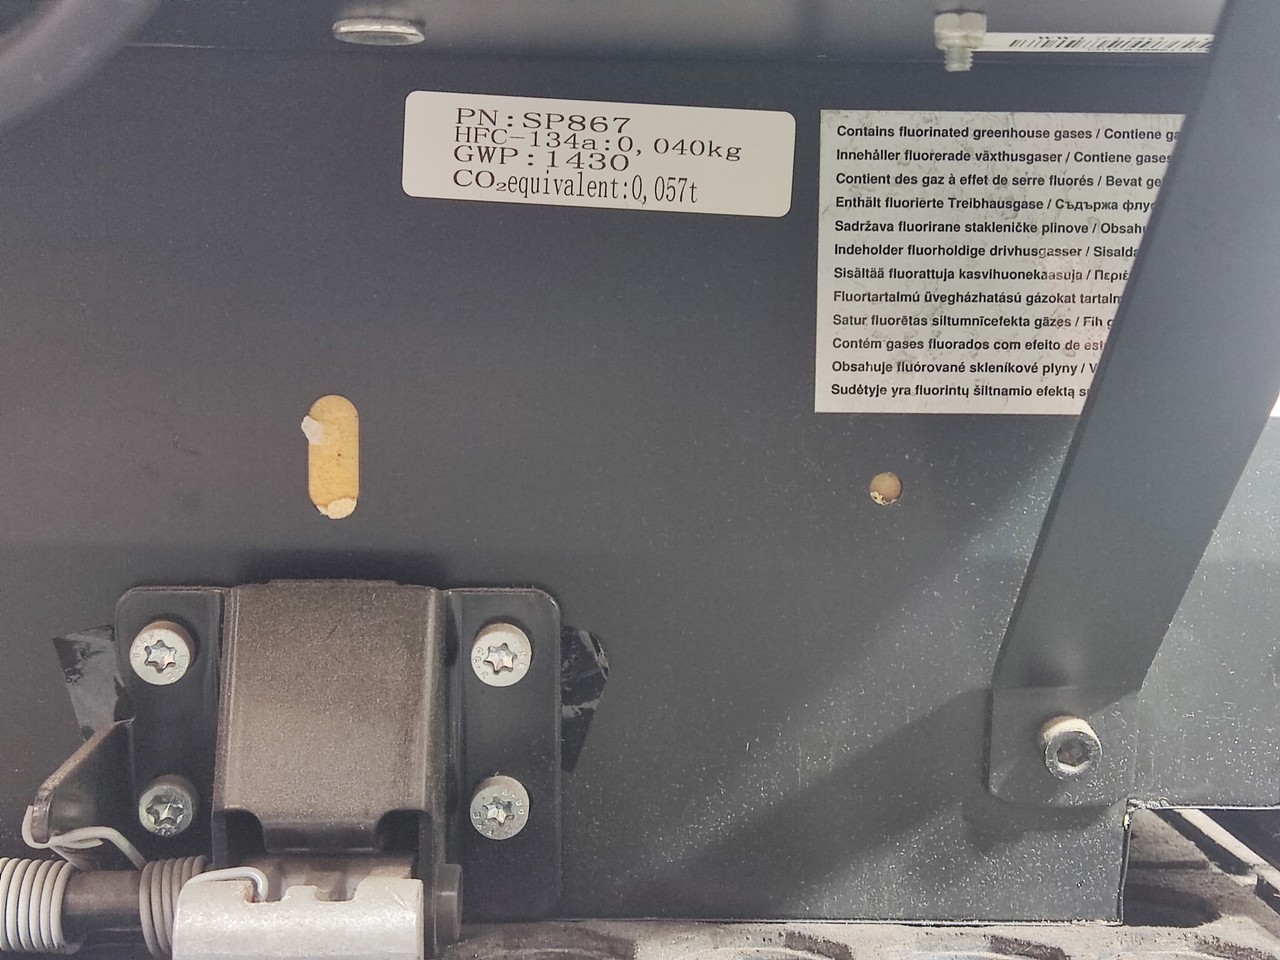 PN:SP867
HFC-134a:0,040kg
GWP:1430
CO₂equivalent:0,057t
Contains fluorinated greenhouse gases / Contiene
Innehåller fluorerade växthusgaser / Contiene gases
Contient des gaz à effet de serre fluorés / Bevat
Enthält fluorierte Treibhausgase / Съдържа
Sadržava fluorirane stakleničke plinove /
Indeholder fluorholdige drivhusgasser /
Sisältää fluorattuja kasvihuonekaasuja /
Fluortartalmú üvegházhatású gázokat
Satur fluorētas siltumnīcefekta gāzes / Fih
Contém gases fluorados com efeito de
Obsahuje fluórované skleníkové plyny /
Sudėtyje yra fluorintų šiltnamio efektą